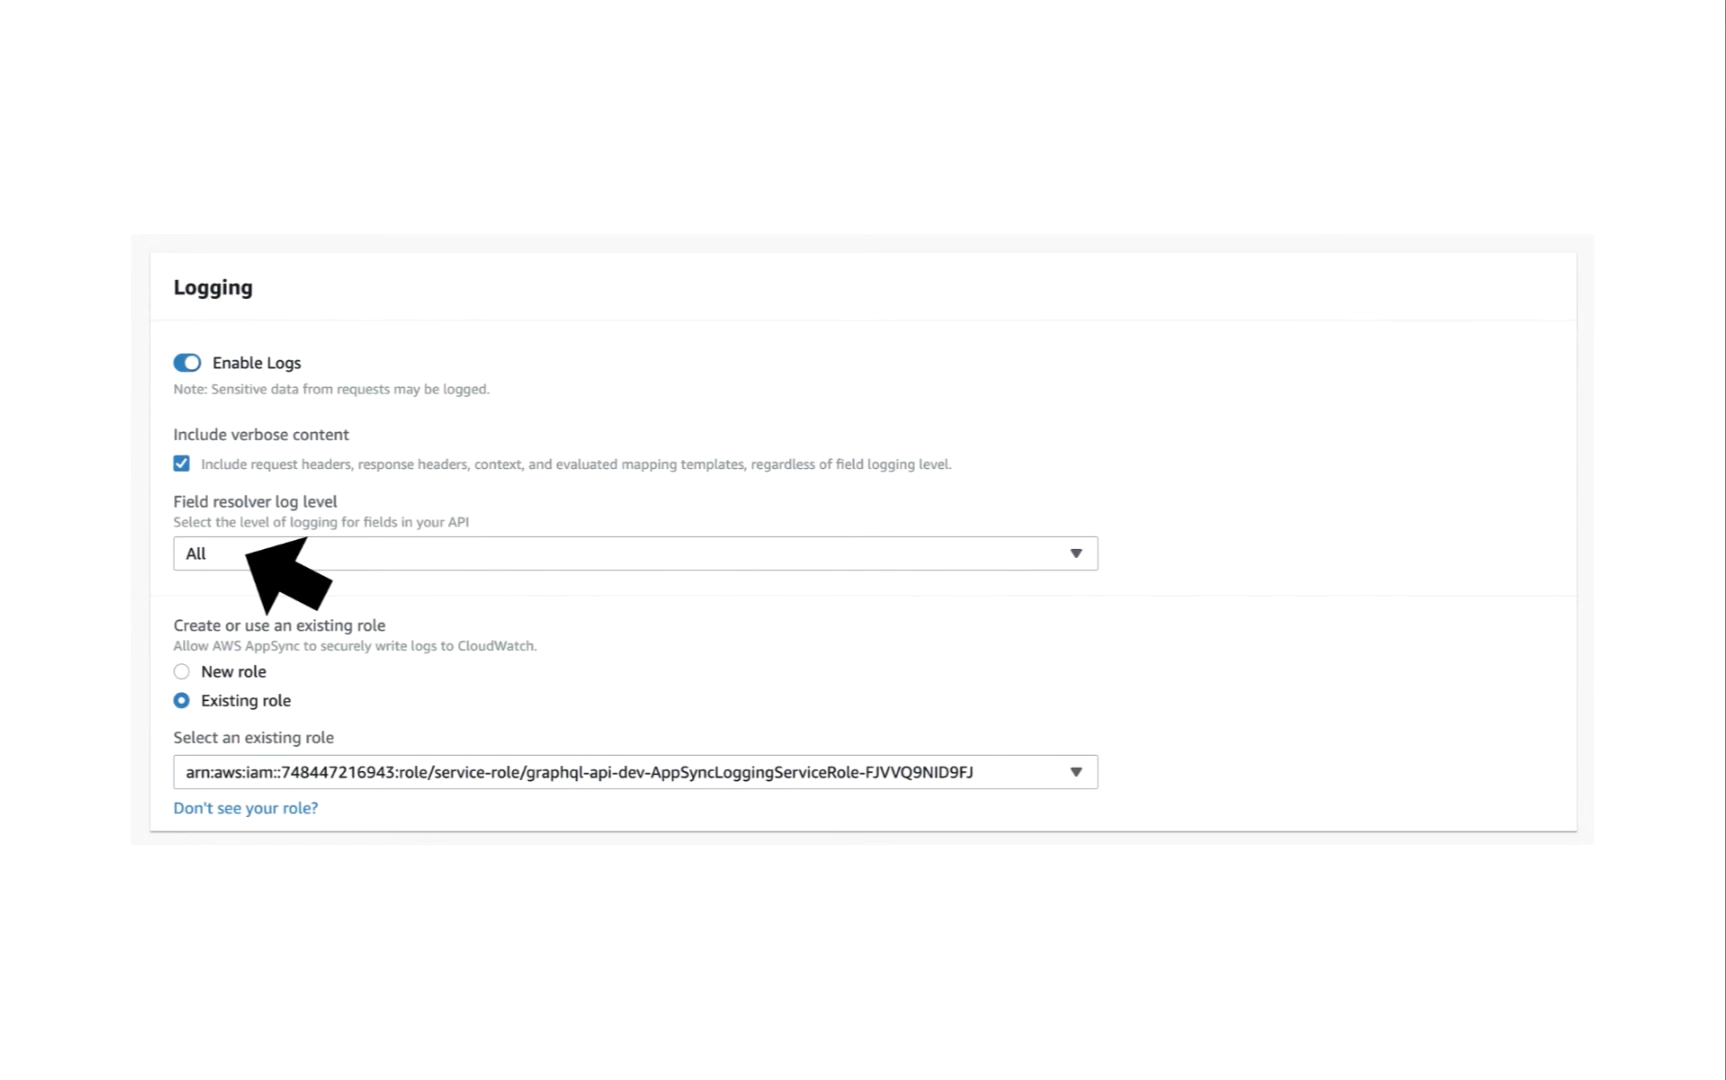 Logging
Enable Logs
Note: Sensitive data from requests may be logged.
Include verbose content
Include request headers, response headers, context, and evaluated mapping templates, regardless of field logging level.
Field resolver log level
Select the level of logging for fields in your API
All
Create or use an existing role
Allow AWS AppSync to securely write logs to CloudWatch.
New role
Existing role
Select an existing role
arn:aws:iam::748447216943:role/service-role/graphql-api-dev-AppSyncLoggingServiceRole-FJVVQ9NID9FJ
Don't see your role?